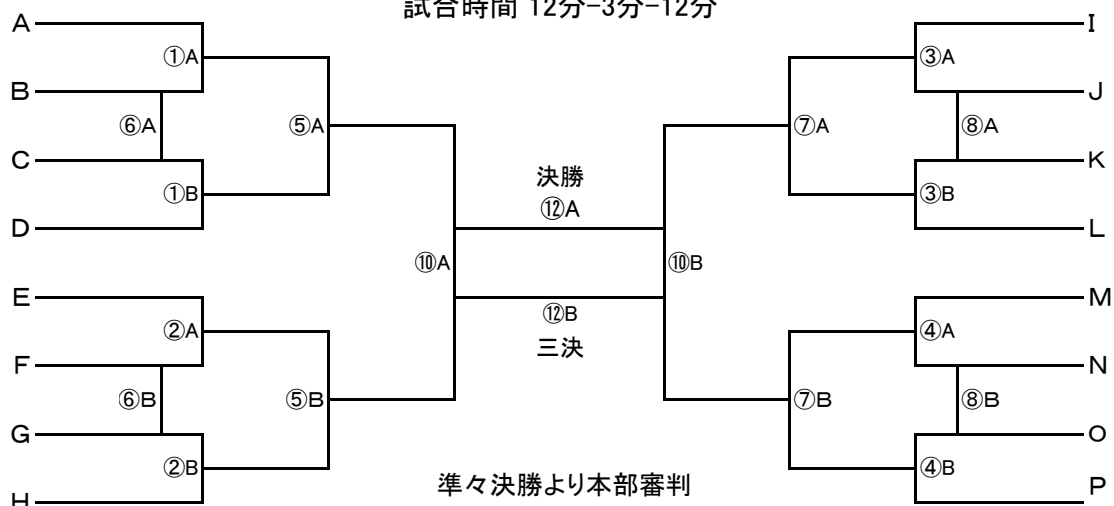 試合時間 12分−3分−12分
A
①A
B
⑥A
⑤A
C
①B
D
⑩A
E
②A
F
⑥B
⑤B
G
②B
H
決勝
⑫A
⑫B
三決
準々決勝より本部審判
I
③A
J
⑦A
⑧A
K
③B
L
⑩B
M
④A
N
⑦B
⑧B
O
④B
P